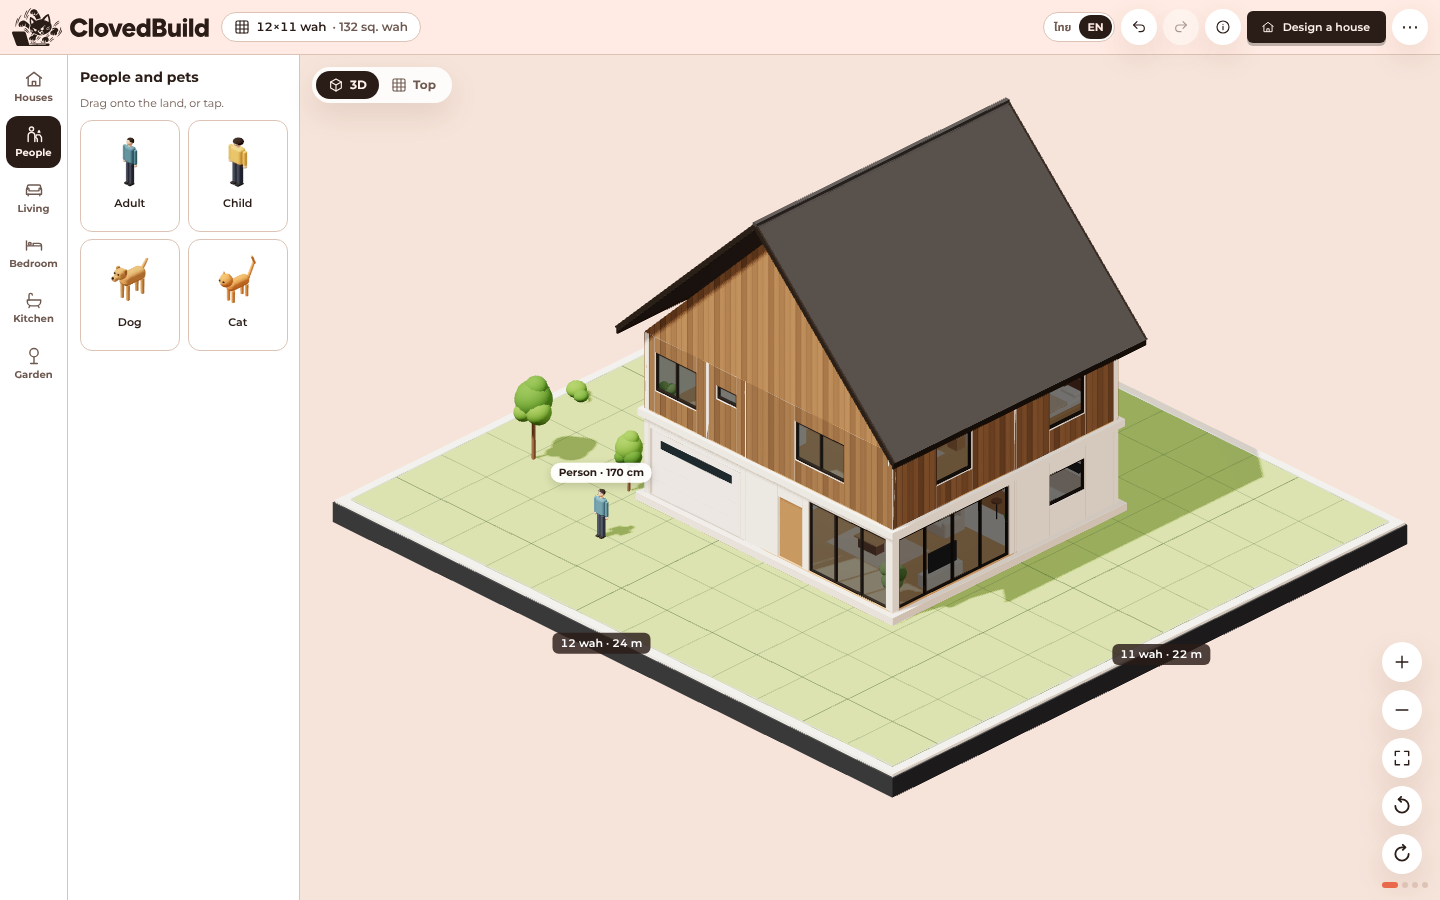 ClovedBuild
12×11 wah · 132 sq. wah
ไทย
EN
Design a house
Houses
People
Living
Bedroom
Kitchen
Garden
People and pets
Drag onto the land, or tap.
Adult
Child
Dog
Cat
3D
Top
Person · 170 cm
12 wah · 24 m
11 wah · 22 m